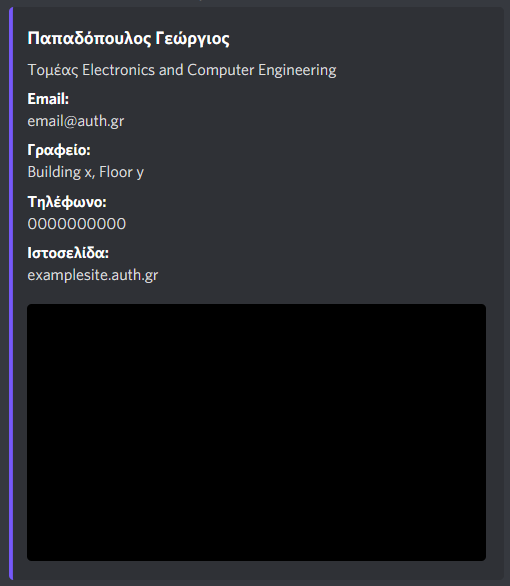 Παπαδόπουλος Γεώργιος
Τομέας Electronics and Computer Engineering
Email:
email@auth.gr
Γραφείο:
Building x, Floor y
Τηλέφωνο:
0000000000
Ιστοσελίδα:
examplesite.auth.gr